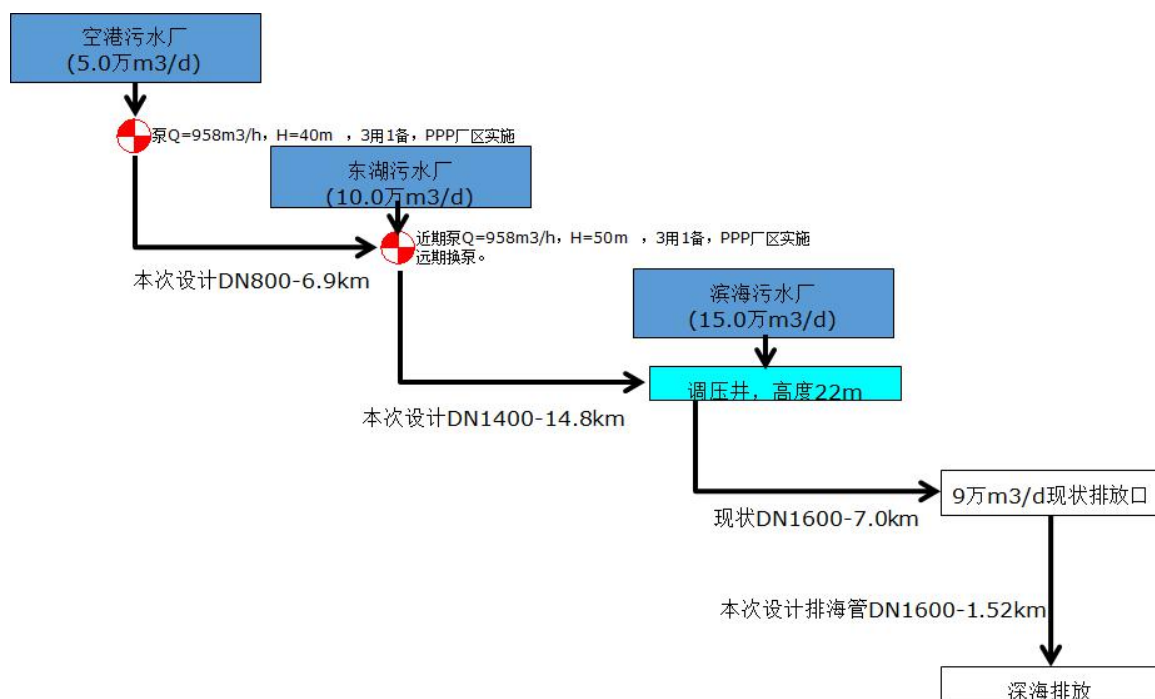 空港污水厂
(5.0万m3/d)
泵Q=958m3/h，H=40m ，3用1备，PPP厂区实施
东湖污水厂
(10.0万m3/d)
近期泵Q=958m3/h，H=50m ，3用1备，PPP厂区实施
远期换泵。
本次设计DN800-6.9km
滨海污水厂
(15.0万m3/d)
调压井，高度22m
本次设计DN1400-14.8km
9万m3/d现状排放口
现状DN1600-7.0km
本次设计排海管DN1600-1.52km
深海排放